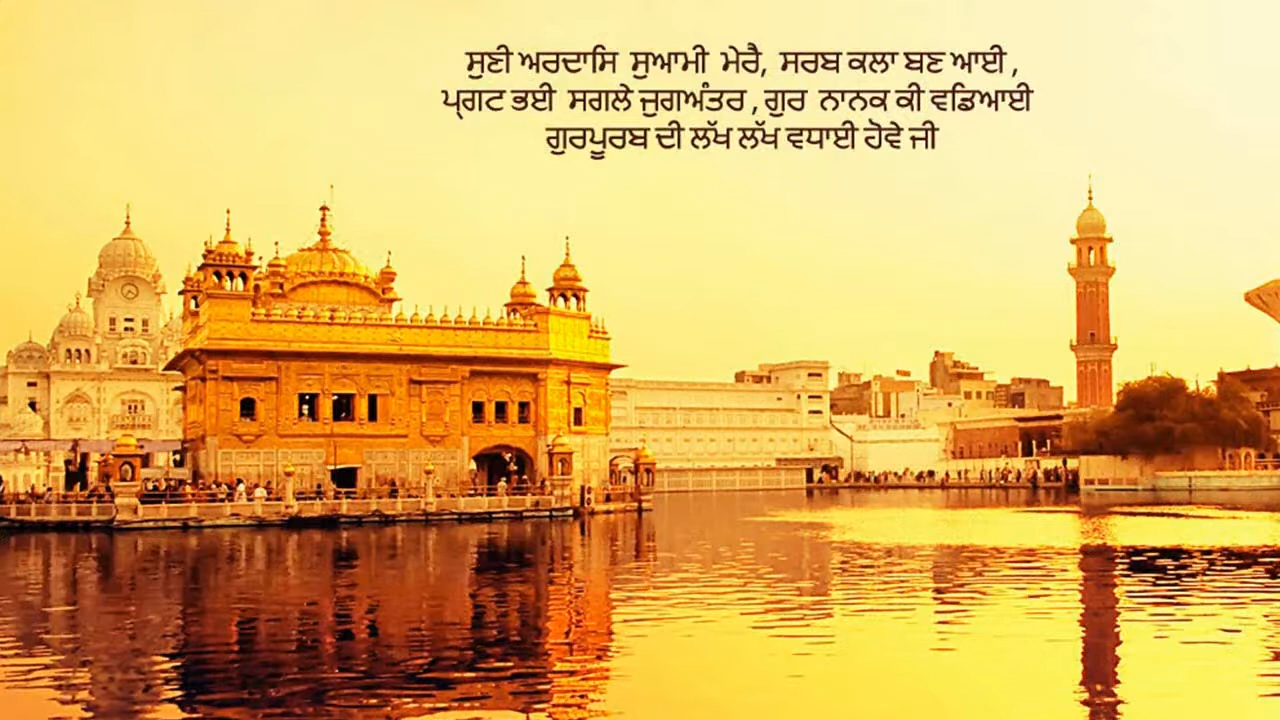 ਸੁਣੀ ਅਰਦਾਸਿ ਸੁਆਮੀ ਮੇਰੈ, ਸਰਬ ਕਲਾ ਬਣ ਆਈ ,
ਪ੍ਰਗਟ ਭਈ ਸਗਲੇ ਜੁਗਅੰਤਰ , ਗੁਰ ਨਾਨਕ ਕੀ ਵਡਿਆਈ
ਗੁਰਪੂਰਬ ਦੀ ਲੱਖ ਲੱਖ ਵਧਾਈ ਹੋਵੇ ਜੀ